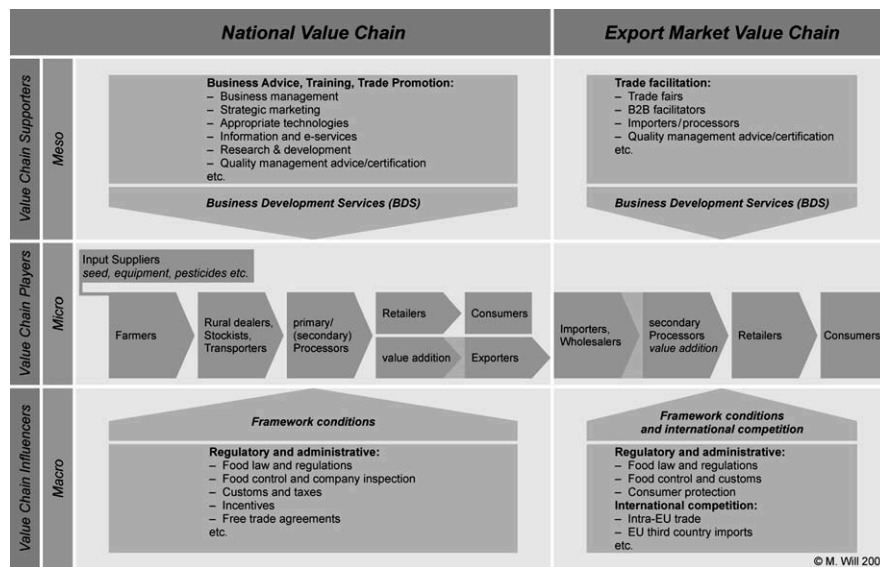 National Value Chain
Export Market Value Chain
Value Chain Supporters
Meso
Business Advice, Training, Trade Promotion:
– Business management
– Strategic marketing
– Appropriate technologies
– Information and e-services
– Research & development
– Quality management advice/certification
etc.
Business Development Services (BDS)
Trade facilitation:
– Trade fairs
– B2B facilitators
– Importers/processors
– Quality management advice/certification
etc.
Business Development Services (BDS)
Value Chain Players
Micro
Input Suppliers
seed, equipment, pesticides etc.
Farmers
Rural dealers,
Stockists,
Transporters
primary/
(secondary)
Processors
Retailers
Consumers
value addition
Exporters
Importers,
Wholesalers
secondary
Processors
value addition
Retailers
Consumers
Value Chain Influencers
Macro
Framework conditions
Regulatory and administrative:
– Food law and regulations
– Food control and company inspection
– Customs and taxes
– Incentives
– Free trade agreements
etc.
Framework conditions
and international competition
Regulatory and administrative:
– Food law and regulations
– Food control and customs
– Consumer protection
International competition:
– Intra-EU trade
– EU third country imports
etc.
© M. Will 200